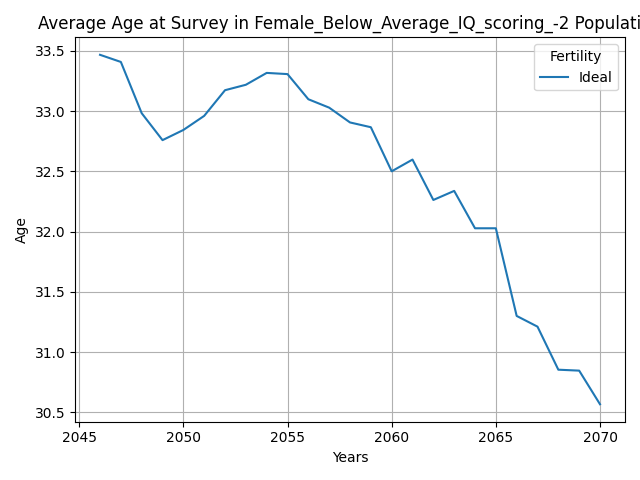 Average Age at Survey in Female_Below_Average_IQ_scoring_-2 Populati
Fertility
Ideal
33.5
33.0
32.5
32.0
31.5
31.0
30.5
Age
2045 2050 2055 2060 2065 2070
Years